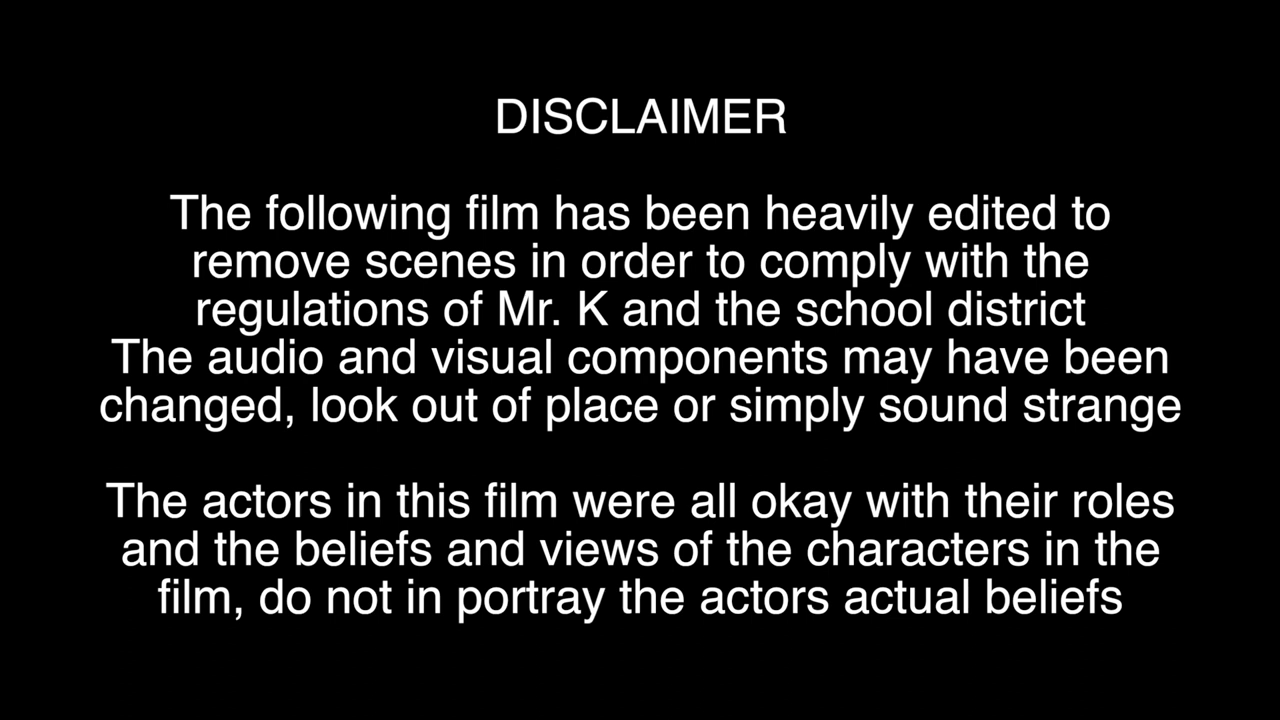 DISCLAIMER
The following film has been heavily edited to
remove scenes in order to comply with the
regulations of Mr. K and the school district
The audio and visual components may have been
changed, look out of place or simply sound strange
The actors in this film were all okay with their roles
and the beliefs and views of the characters in the
film, do not in portray the actors actual beliefs